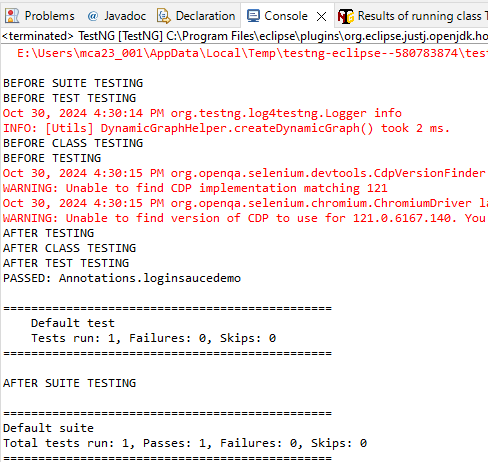 Problems @ Javadoc Declaration Console Results of running class T
<terminated> TestNG [TestNG] C:\Program Files\eclipse\plugins\org.eclipse.justj.openjdk.ho
E:\Users\mca23_001\AppData\Local\Temp\testng-eclipse--580783874\test
BEFORE SUITE TESTING
BEFORE TEST TESTING
Oct 30, 2024 4:30:14 PM org.testng.log4testng.Logger info
INFO: [Utils] DynamicGraphHelper.createDynamicGraph() took 2 ms.
BEFORE CLASS TESTING
BEFORE TESTING
Oct 30, 2024 4:30:15 PM org.openqa.selenium.devtools.CdpVersionFinder
WARNING: Unable to find CDP implementation matching 121
Oct 30, 2024 4:30:15 PM org.openqa.selenium.chromium.ChromiumDriver la
WARNING: Unable to find version of CDP to use for 121.0.6167.140. You
AFTER TESTING
AFTER CLASS TESTING
AFTER TEST TESTING
PASSED: Annotations.loginsaucedemo
===============================================
Default test
Tests run: 1, Failures: 0, Skips: 0
===============================================
AFTER SUITE TESTING
===============================================
Default suite
Total tests run: 1, Passes: 1, Failures: 0, Skips: 0
===============================================